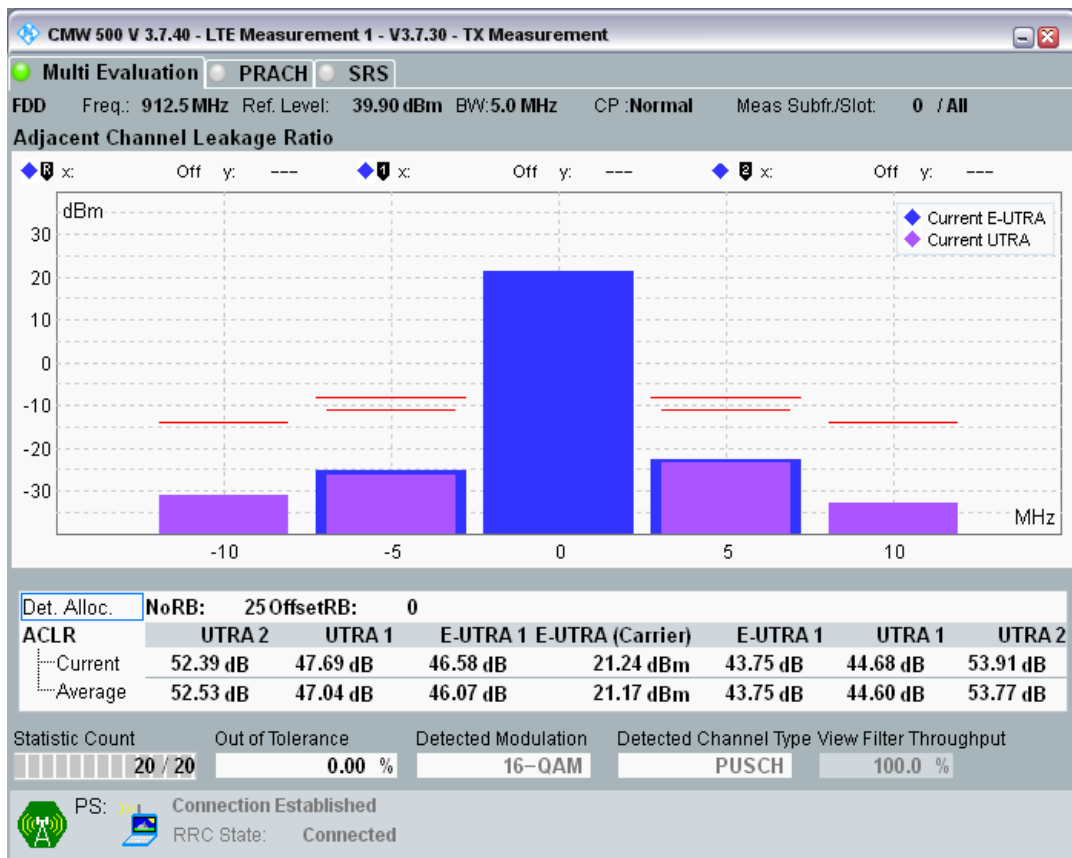 CMW 500 V 3.7.40 - LTE Measurement 1 - V3.7.30 - TX Measurement
Multi Evaluation PRACH SRS
FDD Freq.: 912.5 MHz Ref. Level: 39.90 dBm BW:5.0 MHz CP :Normal Meas Subfr./Slot: 0 / All
Adjacent Channel Leakage Ratio
R x: Off y: --- 1 x: Off y: --- 2 x: Off y: ---
dBm
Current E-UTRA
Current UTRA
30
20
10
0
-10
-20
-30
MHz
-10 -5 0 5 10
Det. Alloc. NoRB: 25 OffsetRB: 0
ACLR UTRA 2 UTRA 1 E-UTRA 1 E-UTRA (Carrier) E-UTRA 1 UTRA 1 UTRA 2
Current 52.39 dB 47.69 dB 46.58 dB 21.24 dBm 43.75 dB 44.68 dB 53.91 dB
Average 52.53 dB 47.04 dB 46.07 dB 21.17 dBm 43.75 dB 44.60 dB 53.77 dB
Statistic Count Out of Tolerance Detected Modulation Detected Channel Type View Filter Throughput
20 / 20 0.00 % 16-QAM PUSCH 100.0 %
PS: Connection Established
RRC State: Connected